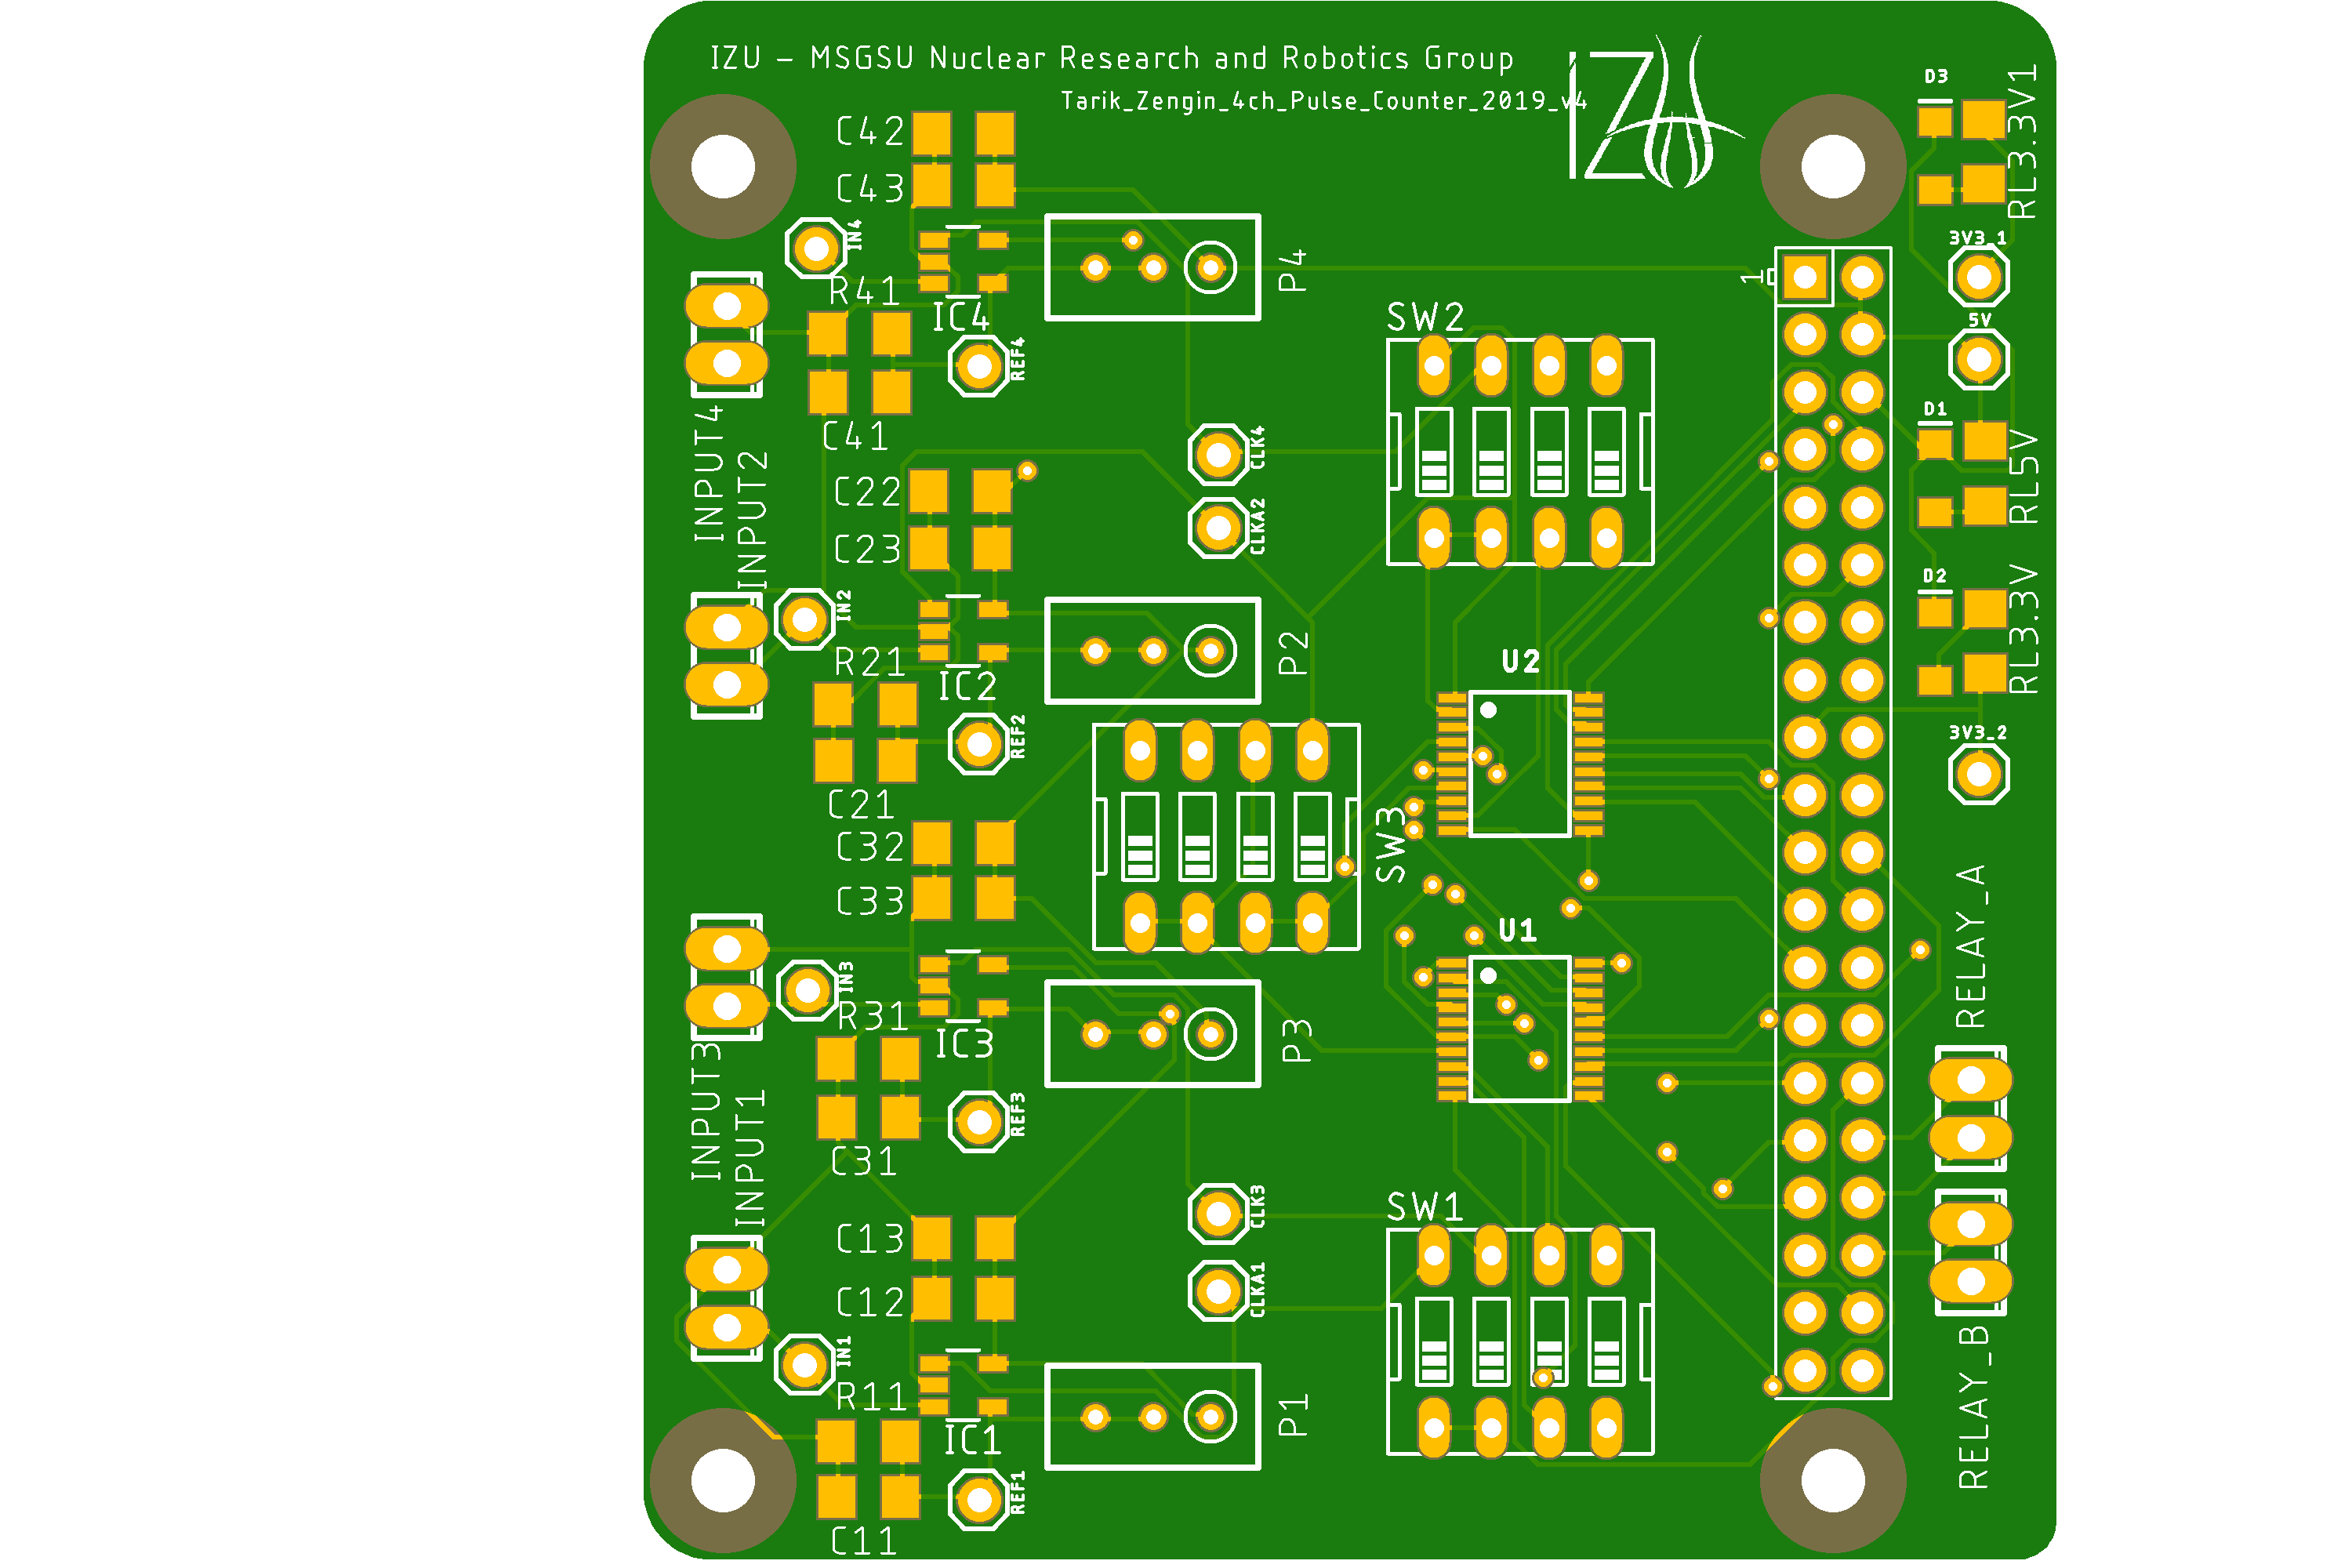 IZU - MSGSU Nuclear Research and Robotics Group
Tarik_Zengin_4ch_Pulse_Counter_2019_v4
IZU
D3
RL3.3V1
C42
C43
IN4
R41
IC4
P4
REF4
C41
INPUT4
INPUT2
SW2
1
3V3_1
5V
D1
RL5V
CLK4
CLKA2
C22
C23
IN2
R21
IC2
P2
REF2
C21
D2
RL3.3V
3V3_2
U2
SW3
C32
C33
IN3
R31
IC3
P3
REF3
C31
INPUT3
INPUT1
U1
RELAY_A
CLK3
CLKA1
SW1
C13
C12
IN1
R11
IC1
P1
REF1
C11
RELAY_B